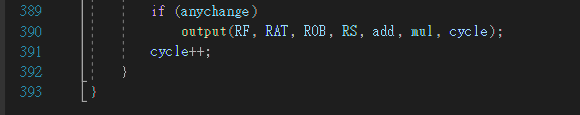 389 if (anychange)
390 output(RF, RAT, ROB, RS, add, mul, cycle);
391 cycle++;
392 }
393 }